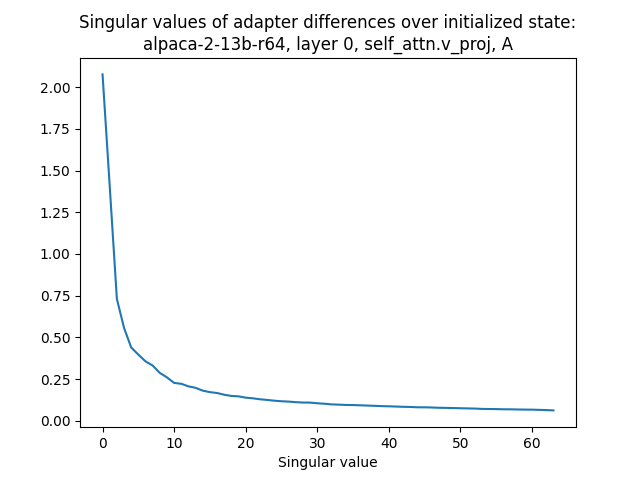 Singular values of adapter differences over initialized state:
alpaca-2-13b-r64, layer 0, self_attn.v_proj, A
2.00
1.75
1.50
1.25
1.00
0.75
0.50
0.25
0.00
0 10 20 30 40 50 60
Singular value